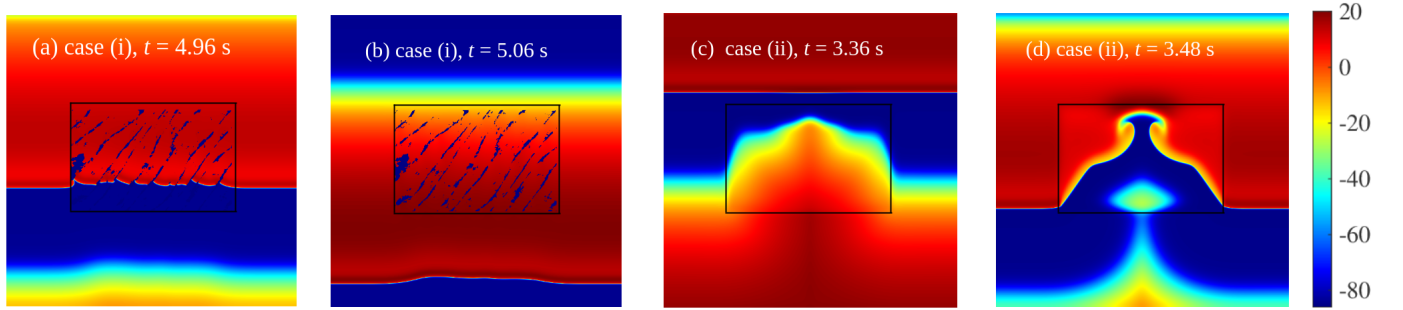 (a) case (i), t = 4.96 s
(b) case (i), t = 5.06 s
(c) case (ii), t = 3.36 s
(d) case (ii), t = 3.48 s
20
0
-20
-40
-60
-80